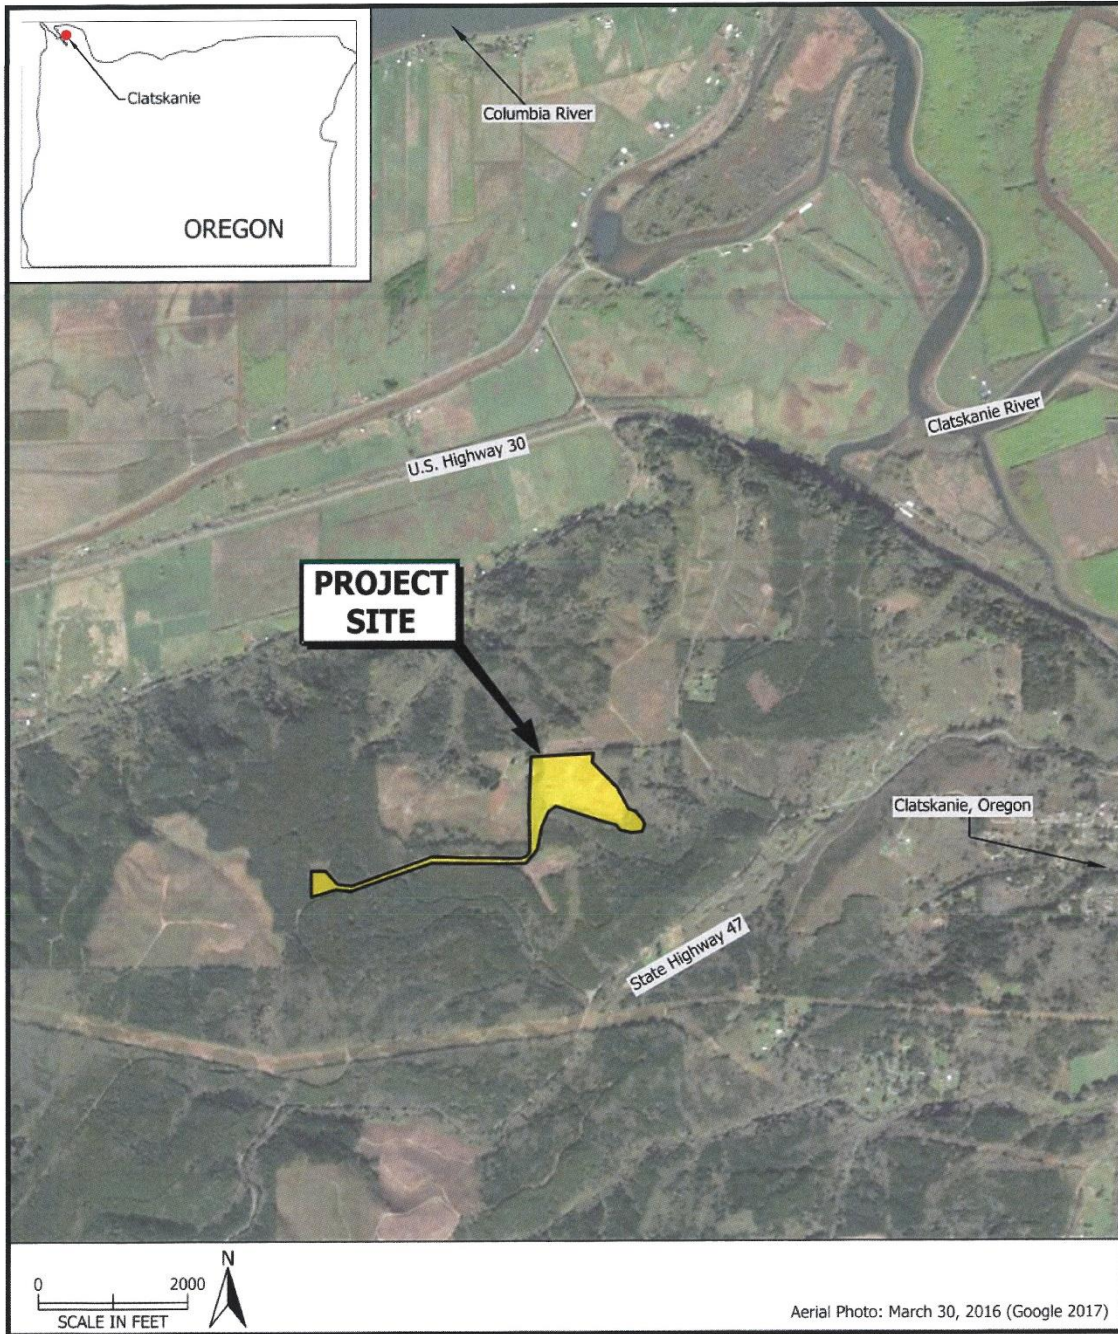 Clatskanie
OREGON
Columbia River
Clatskanie River
U.S. Highway 30
PROJECT
SITE
Clatskanie, Oregon
State Highway 47
N
0 2000
SCALE IN FEET
Aerial Photo: March 30, 2016 (Google 2017)